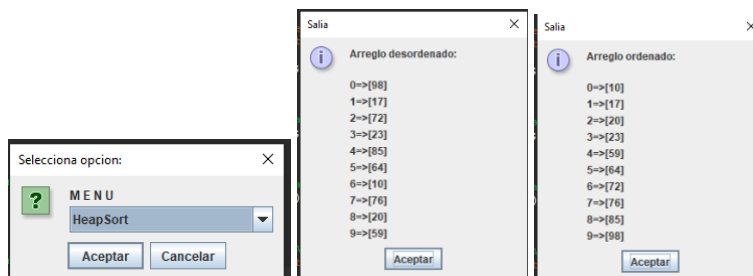 Selecciona opcion:
M E N U
HeapSort
Aceptar
Cancelar
Salia
Arreglo desordenado:
0=>[98]
1=>[17]
2=>[72]
3=>[23]
4=>[85]
5=>[64]
6=>[10]
7=>[76]
8=>[20]
9=>[59]
Aceptar
Salia
Arreglo ordenado:
0=>[10]
1=>[17]
2=>[20]
3=>[23]
4=>[59]
5=>[64]
6=>[72]
7=>[76]
8=>[85]
9=>[98]
Aceptar